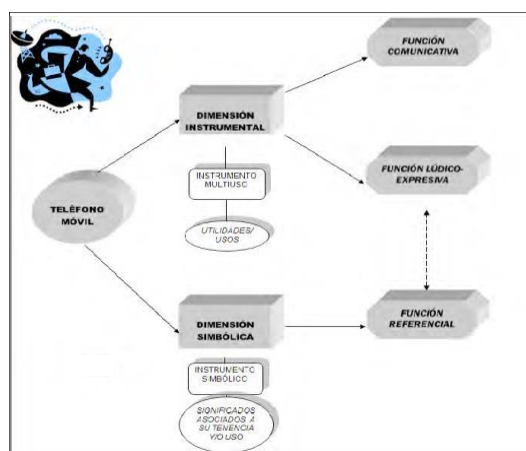 FUNCIÓN
COMUNICATIVA
DIMENSIÓN
INSTRUMENTAL
INSTRUMENTO
MULTIUSO
FUNCIÓN LÚDICO-
EXPRESIVA
TELÉFONO
MÓVIL
UTILIDADES/
USOS
DIMENSIÓN
SIMBÓLICA
FUNCIÓN
REFERENCIAL
INSTRUMENTO
SIMBÓLICO
SIGNIFICADOS
ASOCIADOS A
SU TENENCIA
Y/O USO